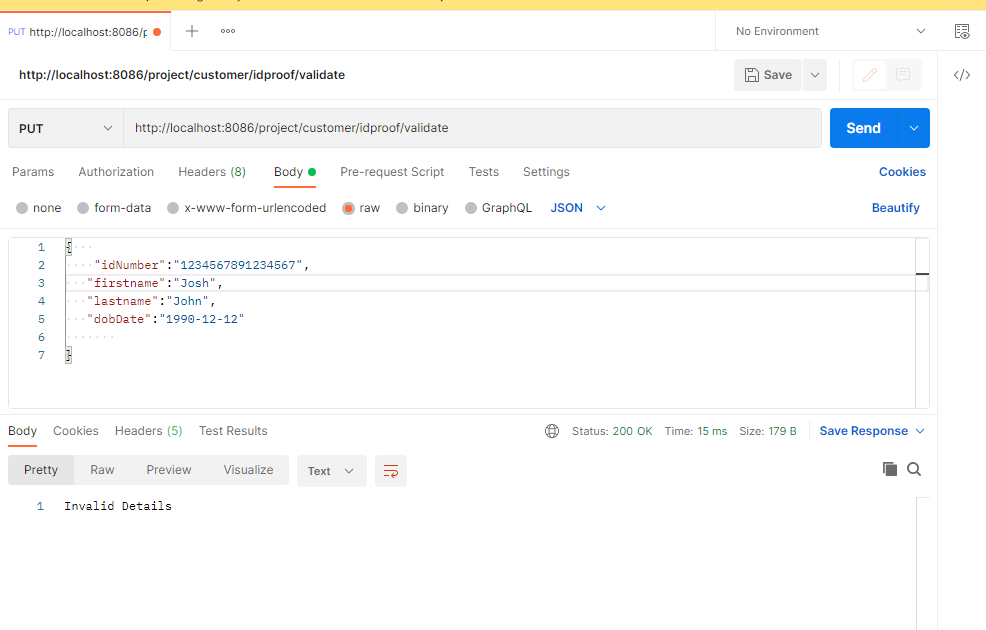 PUT http://localhost:8086/p
No Environment
http://localhost:8086/project/customer/idproof/validate
Save
PUT http://localhost:8086/project/customer/idproof/validate
Send
Params Authorization Headers (8) Body Pre-request Script Tests Settings Cookies
none form-data x-www-form-urlencoded raw binary GraphQL JSON Beautify
1 {
2 "idNumber":"1234567891234567",
3 "firstname":"Josh",
4 "lastname":"John",
5 "dobDate":"1990-12-12"
6
7 }
Body Cookies Headers (5) Test Results Status: 200 OK Time: 15 ms Size: 179 B Save Response
Pretty Raw Preview Visualize Text
1 Invalid Details